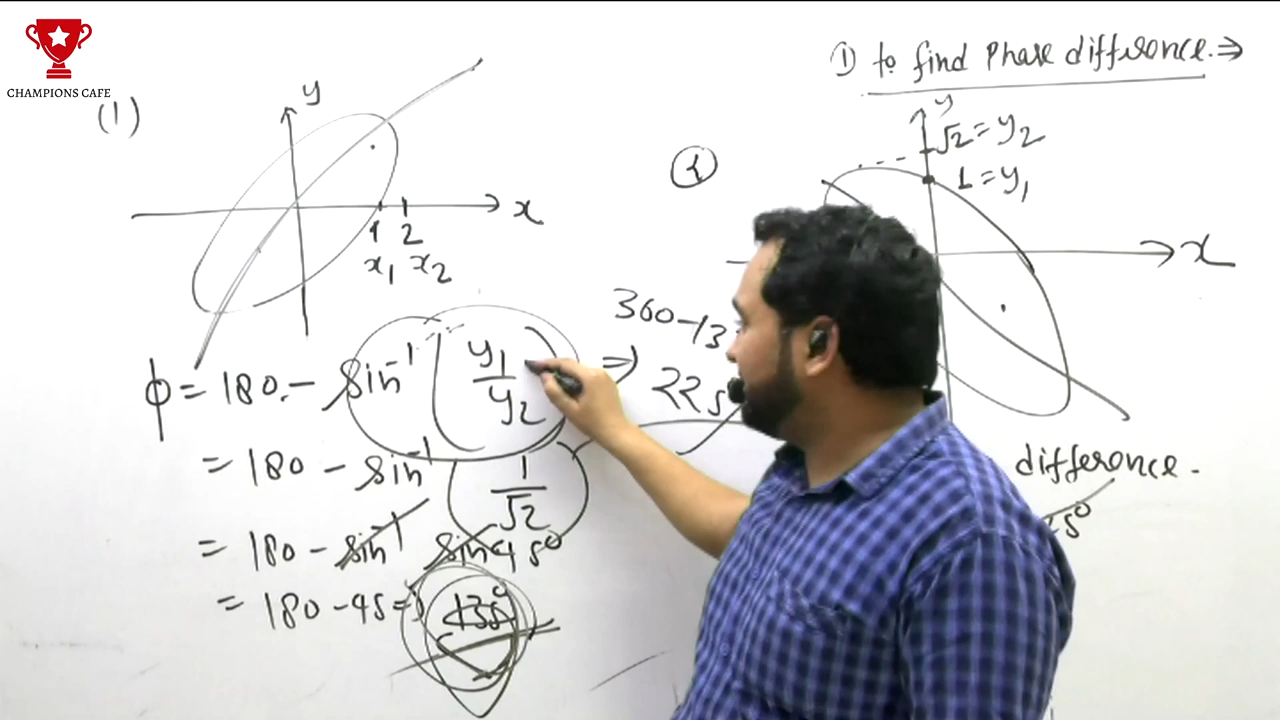 CHAMPIONS CAFE
(1)
y
x
1 2
x₁ x₂
① to find Phase difference. ⇒
y
√2 = y₂
1 = y₁
x
φ = 180 - sin⁻¹ (y₁/y₂) ⇒
360-13
225
= 180 - sin⁻¹ (1/√2)
= 180 - sin⁻¹ sin 45°
= 180 - 45 = 135°
difference.